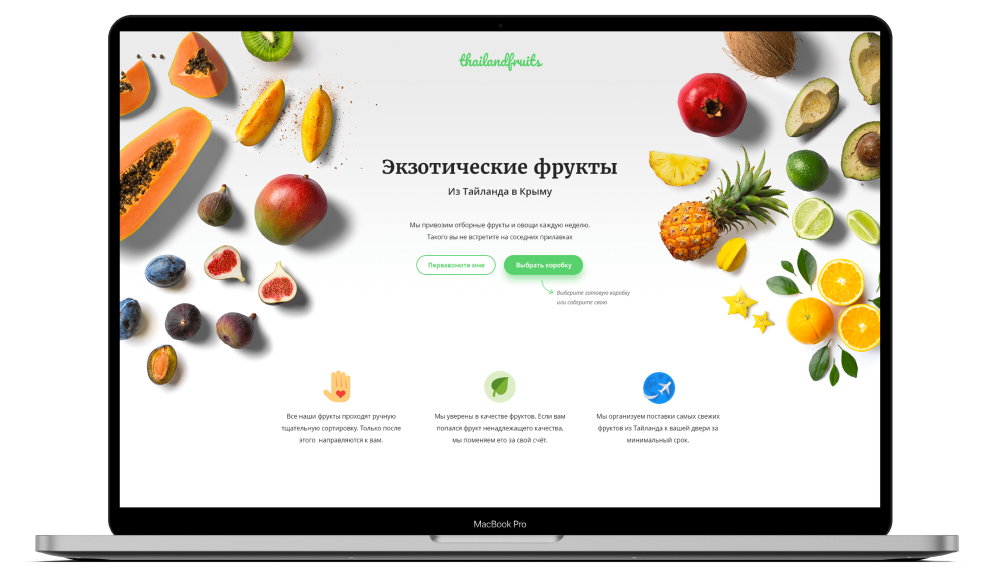 thailandfruits
Экзотические фрукты
Из Тайланда в Крыму
Мы привозим отборные фрукты и овощи каждую неделю.
Такого вы не встретите на соседних прилавках
Перезвоните мне
Выбрать коробку
Выберите готовую коробку
или соберите свою
Все наши фрукты проходят ручную
тщательную сортировку. Только после
этого направляются к вам.
Мы уверены в качестве фруктов. Если вам
попался фрукт ненадлежащего качества,
мы поменяем его за свой счёт.
Мы организуем поставки самых свежих
фруктов из Тайланда к вашей двери за
минимальный срок.
MacBook Pro